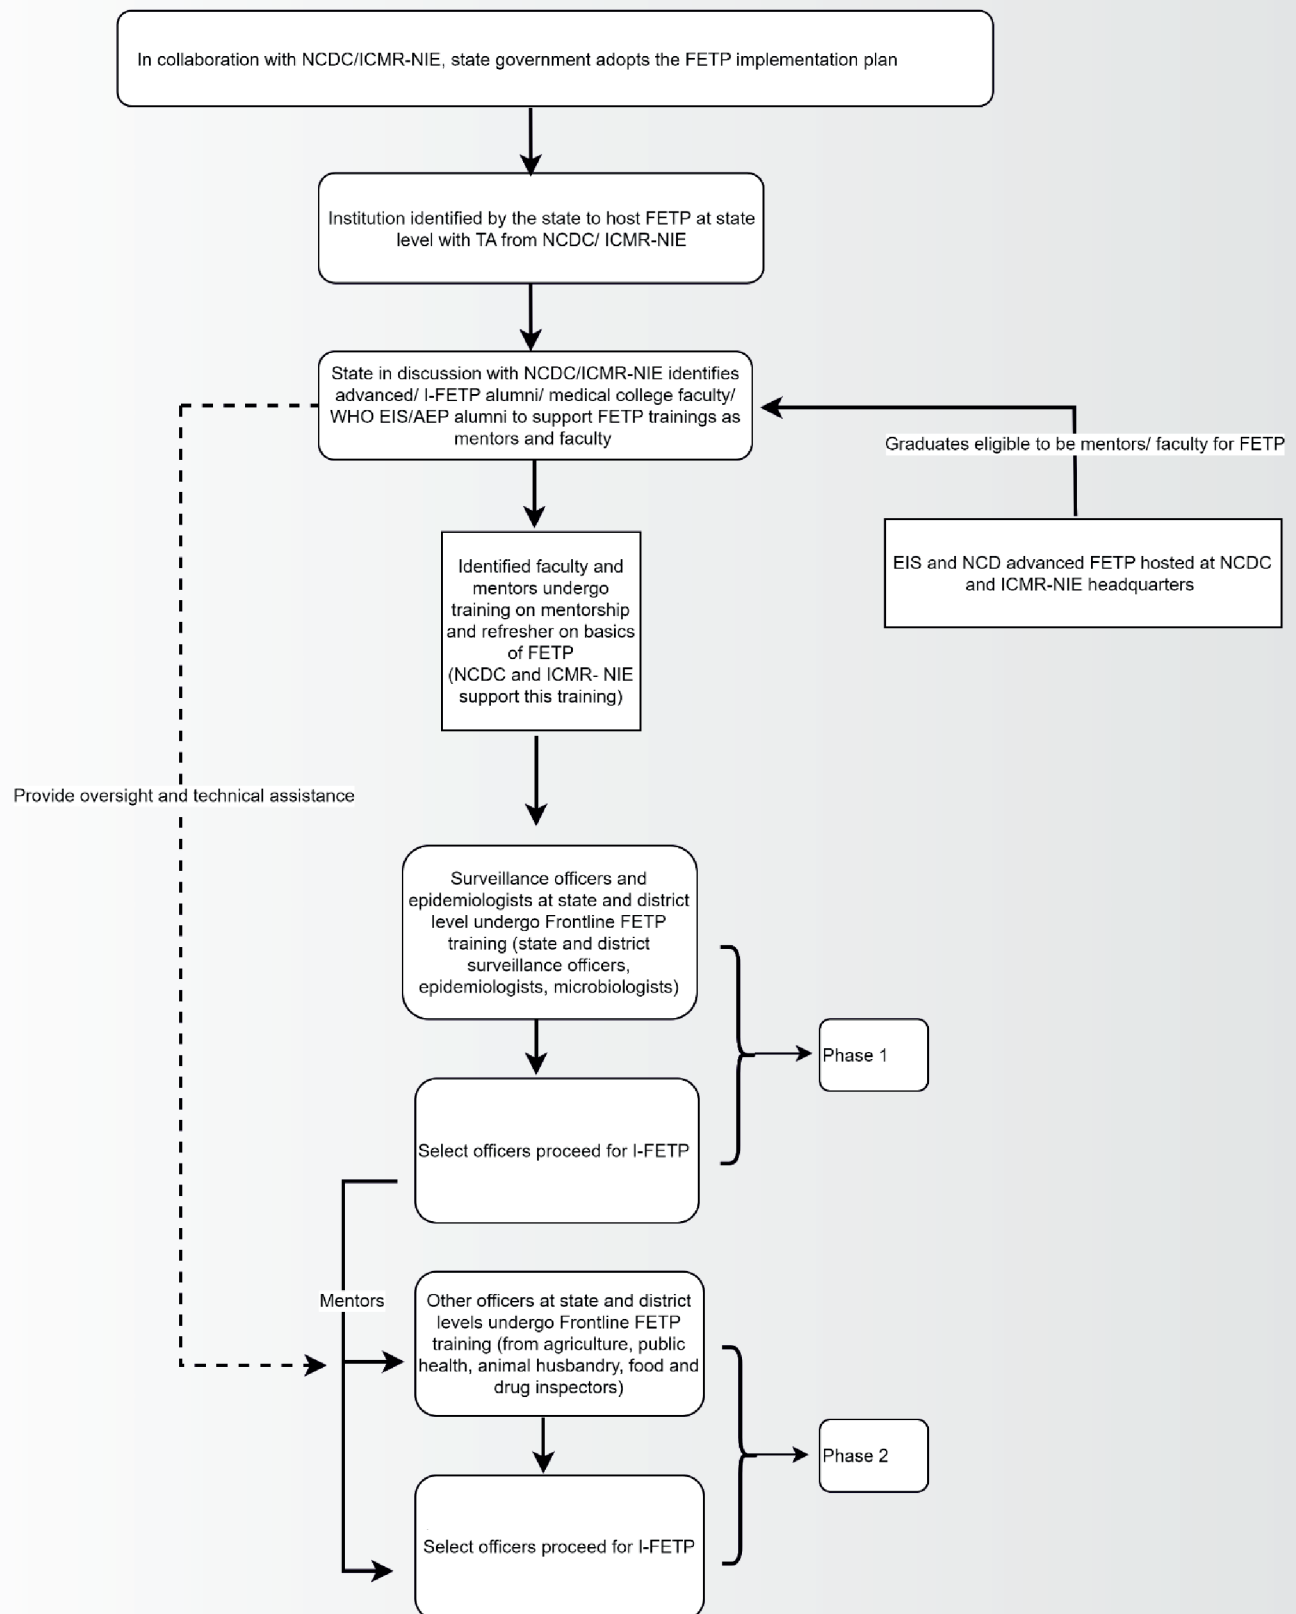 In collaboration with NCDC/ICMR-NIE, state government adopts the FETP implementation plan
Institution identified by the state to host FETP at state
level with TA from NCDC/ ICMR-NIE
State in discussion with NCDC/ICMR-NIE identifies
advanced/ I-FETP alumni/ medical college faculty/
WHO EIS/AEP alumni to support FETP trainings as
mentors and faculty
Graduates eligible to be mentors/ faculty for FETP
EIS and NCD advanced FETP hosted at NCDC
and ICMR-NIE headquarters
Identified faculty and
mentors undergo
training on mentorship
and refresher on basics
of FETP
(NCDC and ICMR- NIE
support this training)
Provide oversight and technical assistance
Surveillance officers and
epidemiologists at state and district
level undergo Frontline FETP
training (state and district
surveillance officers,
epidemiologists, microbiologists)
Phase 1
Select officers proceed for I-FETP
Mentors
Other officers at state and district
levels undergo Frontline FETP
training (from agriculture, public
health, animal husbandry, food and
drug inspectors)
Phase 2
Select officers proceed for I-FETP